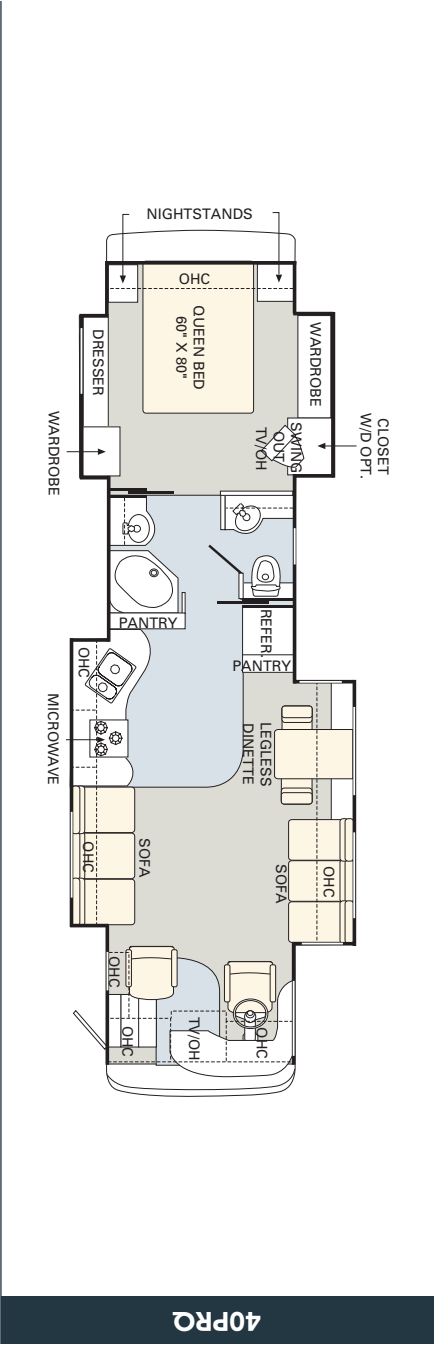 NIGHTSTANDS
OHC
QUEEN BED
60" X 80"
DRESSER
WARDROBE
WARDROBE
CLOSET
W/D OPT.
SWING
OUT
TV/OH
PANTRY
REFER.
PANTRY
OHC
MICROWAVE
LEGLESS
DINETTE
SOFA
OHC
SOFA
OHC
OHC
OHC
TV/OH
OHC
40PRQ